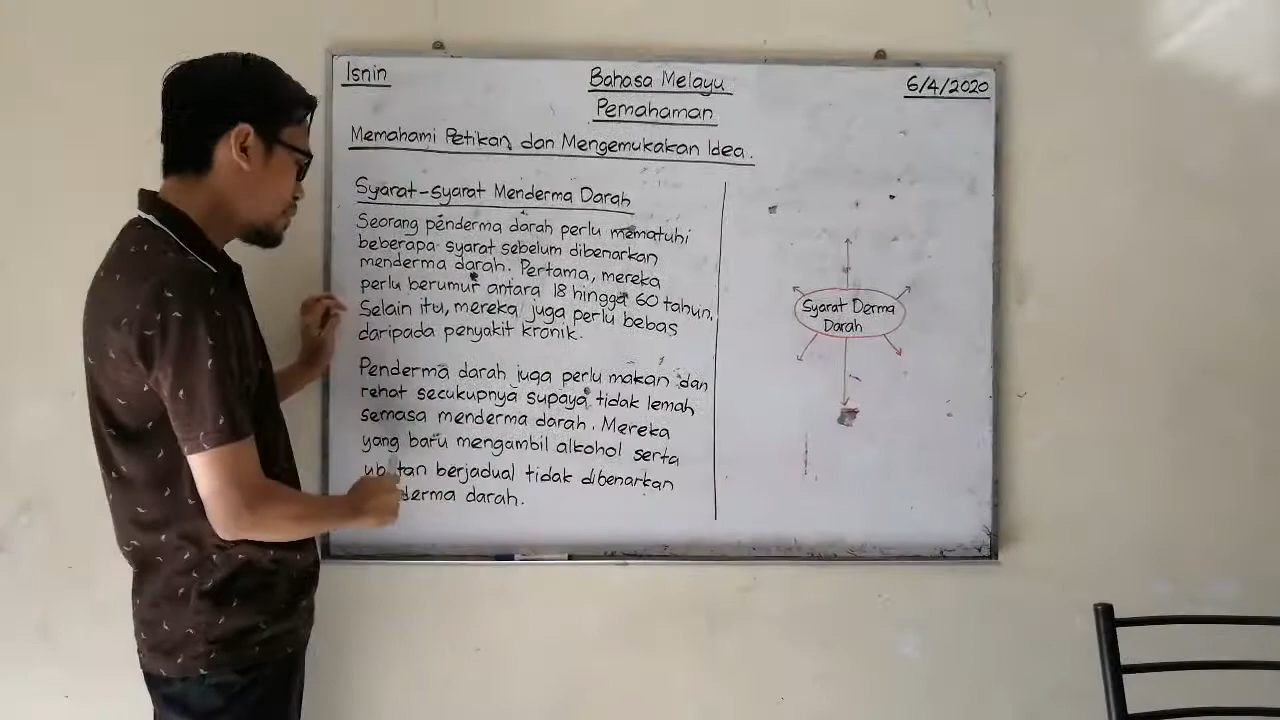 Isnin
Bahasa Melayu
6/4/2020
Pemahaman
Memahami Petikan dan Mengemukakan Idea.
Syarat-syarat Menderma Darah
Seorang penderma darah perlu mematuhi
beberapa syarat sebelum dibenarkan
menderma darah. Pertama, mereka
perlu berumur antara 18 hingga 60 tahun.
Selain itu, mereka juga perlu bebas
daripada penyakit kronik.
Penderma darah juga perlu makan dan
rehat secukupnya supaya tidak lemah
semasa menderma darah. Mereka
yang baru mengambil alkohol serta
berjadual tidak dibenarkan
darah.
Syarat Derma
Darah